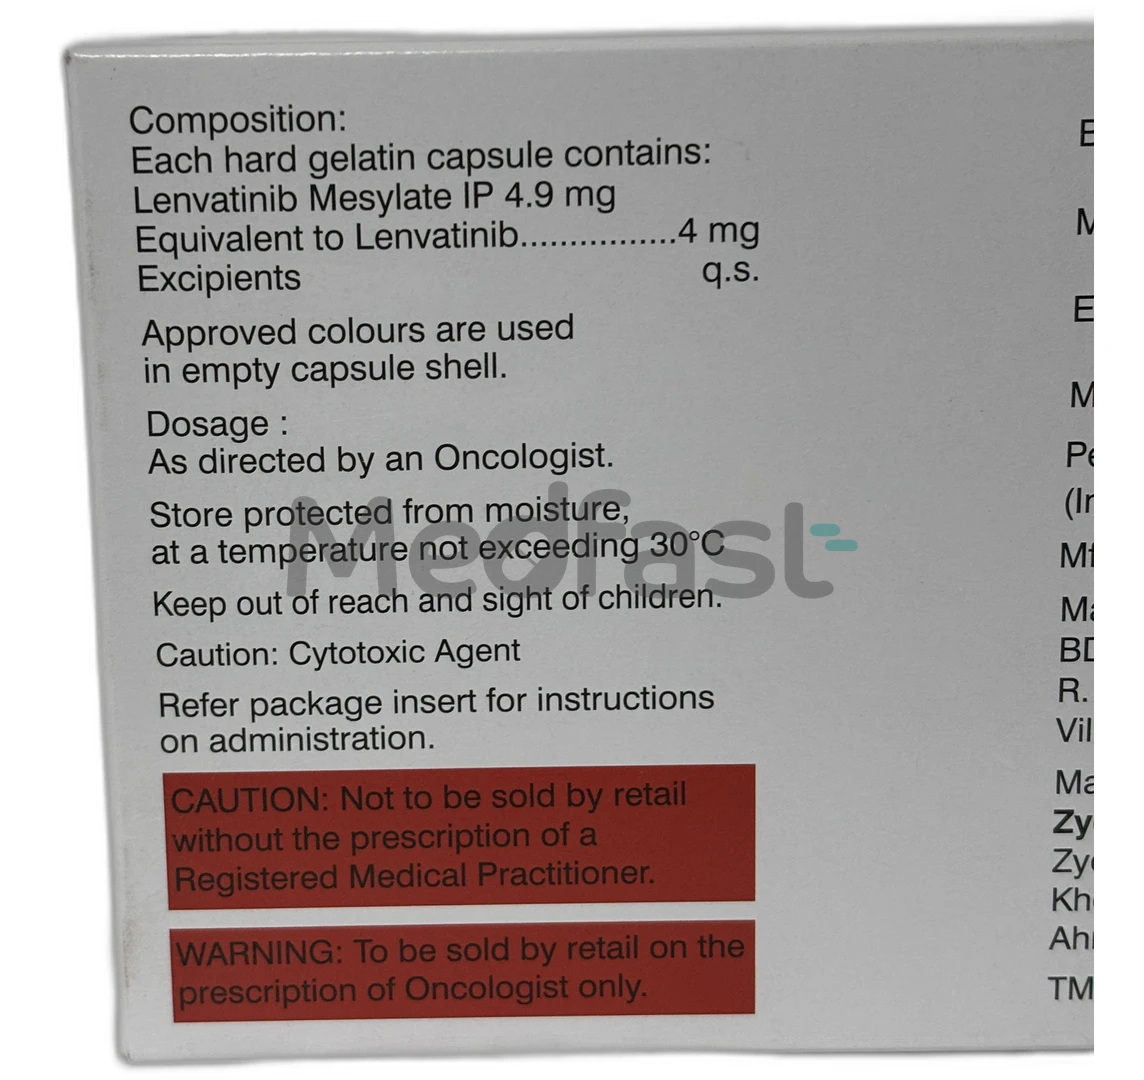 Composition:
Each hard gelatin capsule contains:
Lenvatinib Mesylate IP 4.9 mg
Equivalent to Lenvatinib................4 mg
Excipients q.s.
Approved colours are used
in empty capsule shell.
Dosage :
As directed by an Oncologist.
Store protected from moisture,
at a temperature not exceeding 30°C
Keep out of reach and sight of children.
Caution: Cytotoxic Agent
Refer package insert for instructions
on administration.
CAUTION: Not to be sold by retail
without the prescription of a
Registered Medical Practitioner.
WARNING: To be sold by retail on the
prescription of Oncologist only.
Medfast
R.
TM